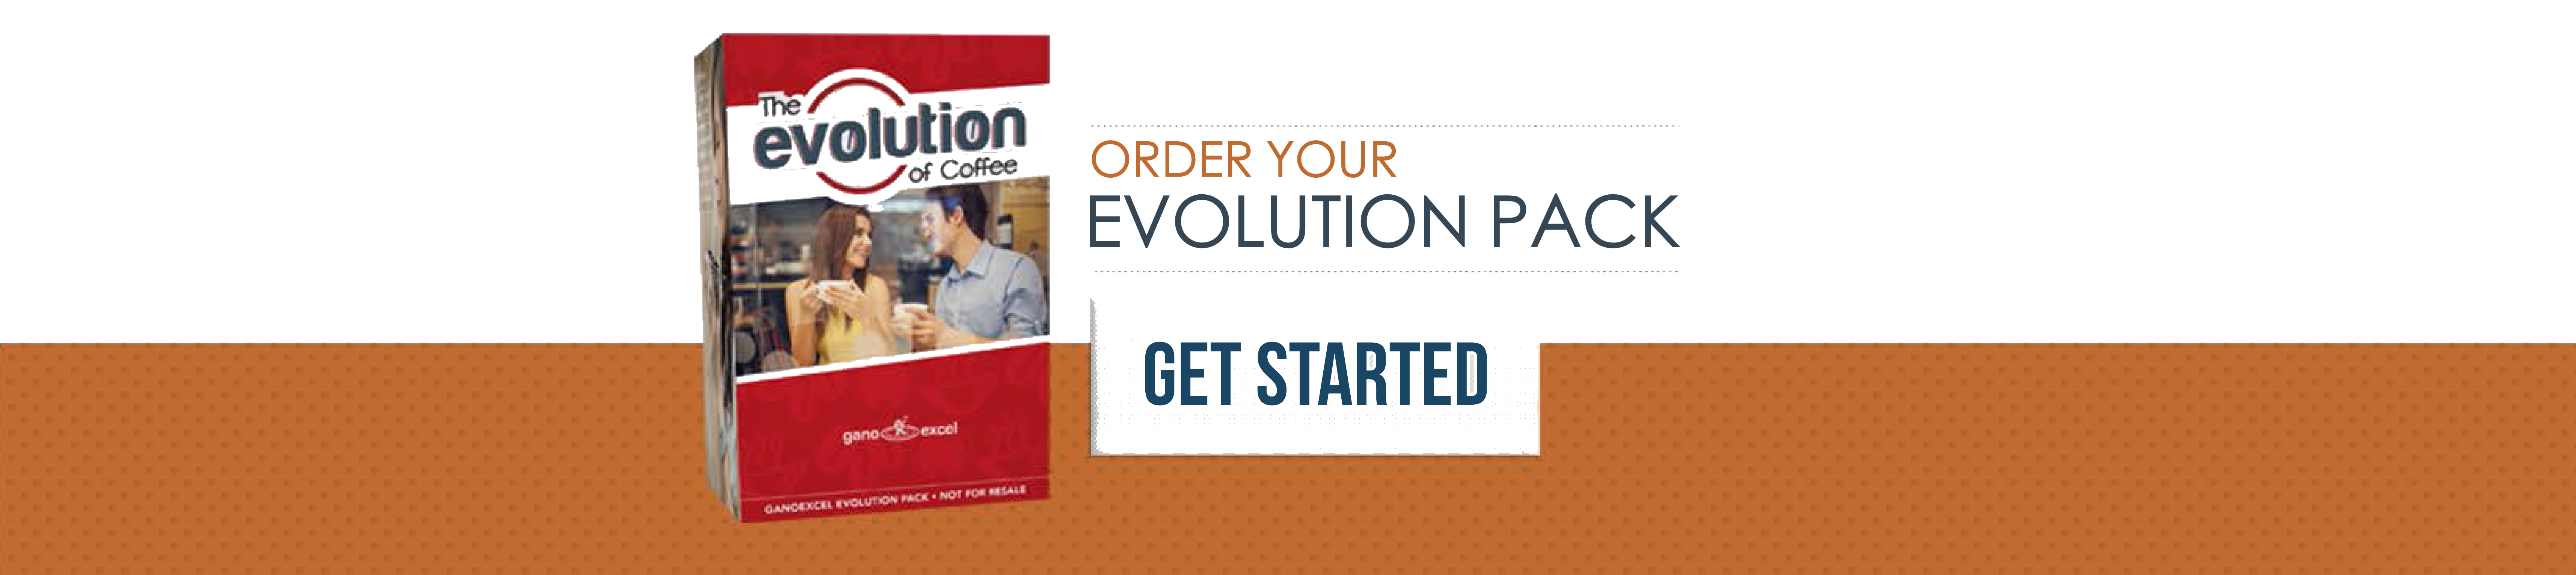 The
evolution
of Coffee
gano excel
GANOEXCEL EVOLUTION PACK • NOT FOR RESALE
ORDER YOUR
EVOLUTION PACK
GET STARTED